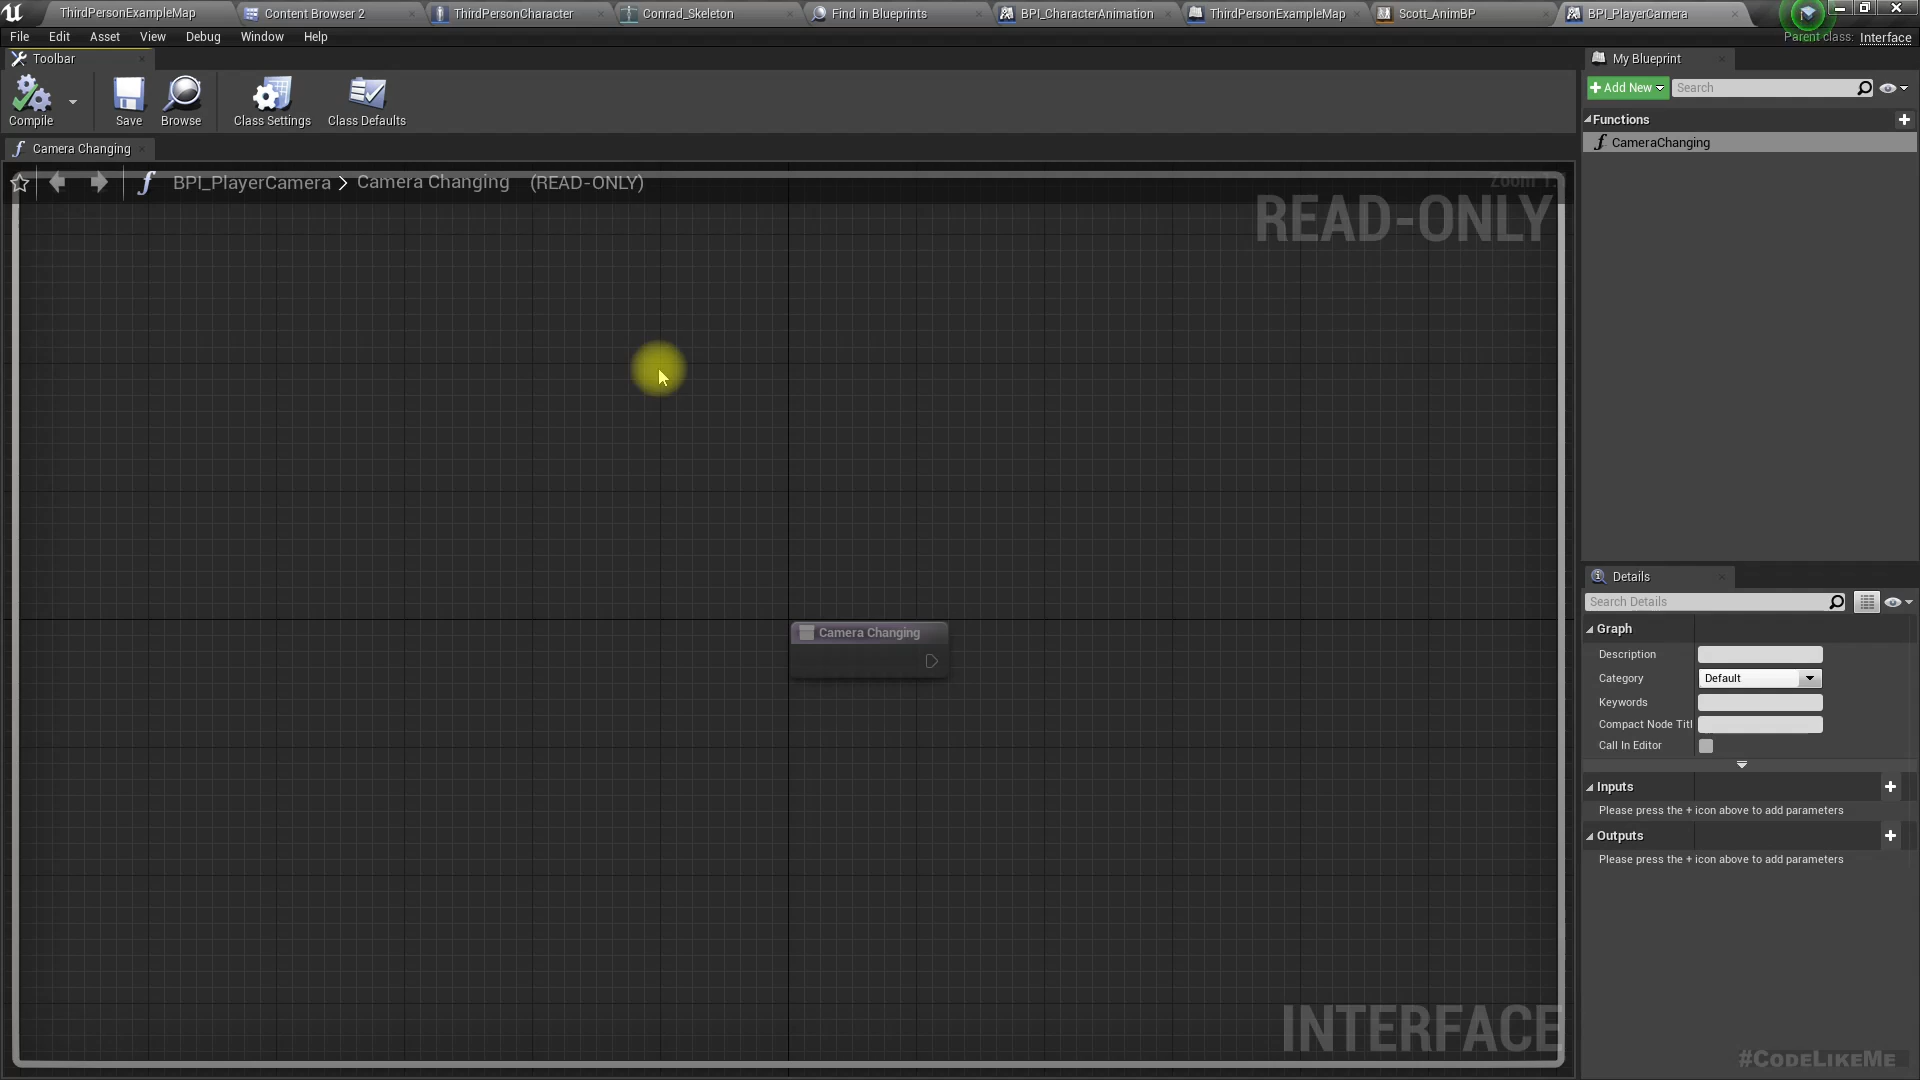 ThirdPersonExampleMap
Content Browser 2
ThirdPersonCharacter
Conrad_Skeleton
Find in Blueprints
BPI_CharacterAnimation
ThirdPersonExampleMap
Scott_AnimBP
BPI_PlayerCamera
File Edit Asset View Debug Window Help
Parent class: Interface
Toolbar
Compile
Save
Browse
Class Settings
Class Defaults
Camera Changing
BPI_PlayerCamera > Camera Changing (READ-ONLY)
READ-ONLY
Camera Changing
INTERFACE
My Blueprint
Add New
Search
Functions
CameraChanging
Details
Search Details
Graph
Description
Category Default
Keywords
Compact Node Titl
Call In Editor
Inputs
Please press the + icon above to add parameters
Outputs
Please press the + icon above to add parameters
#CodeLikeMe